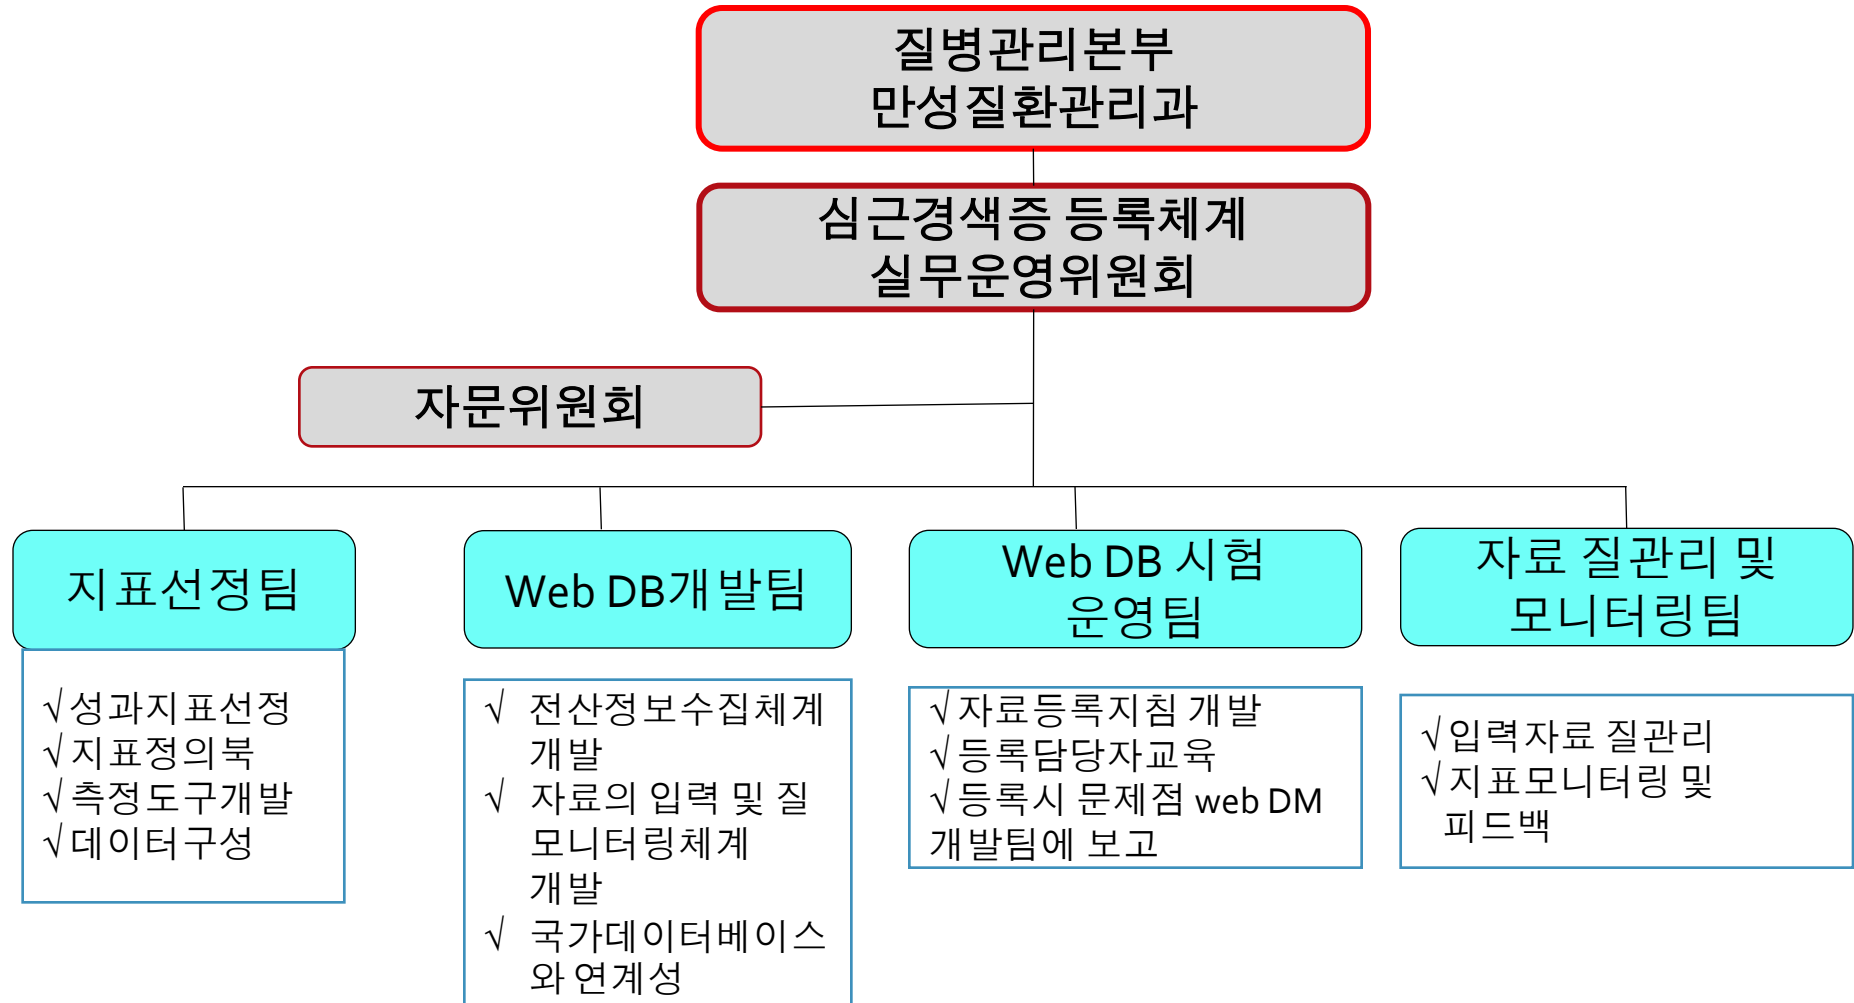 질병관리본부
만성질환관리과
심근경색증 등록체계
실무운영위원회
자문위원회
지표선정팀
√성과지표선정
√지표정의북
√측정도구개발
√데이터구성
Web DB개발팀
√ 전산정보수집체계
개발
√ 자료의 입력 및 질
모니터링체계
개발
√ 국가데이터베이스
와 연계성
Web DB 시험
운영팀
√자료등록지침 개발
√등록담당자교육
√등록시 문제점 web DM
개발팀에 보고
자료 질관리 및
모니터링팀
√입력자료 질관리
√지표모니터링 및
피드백